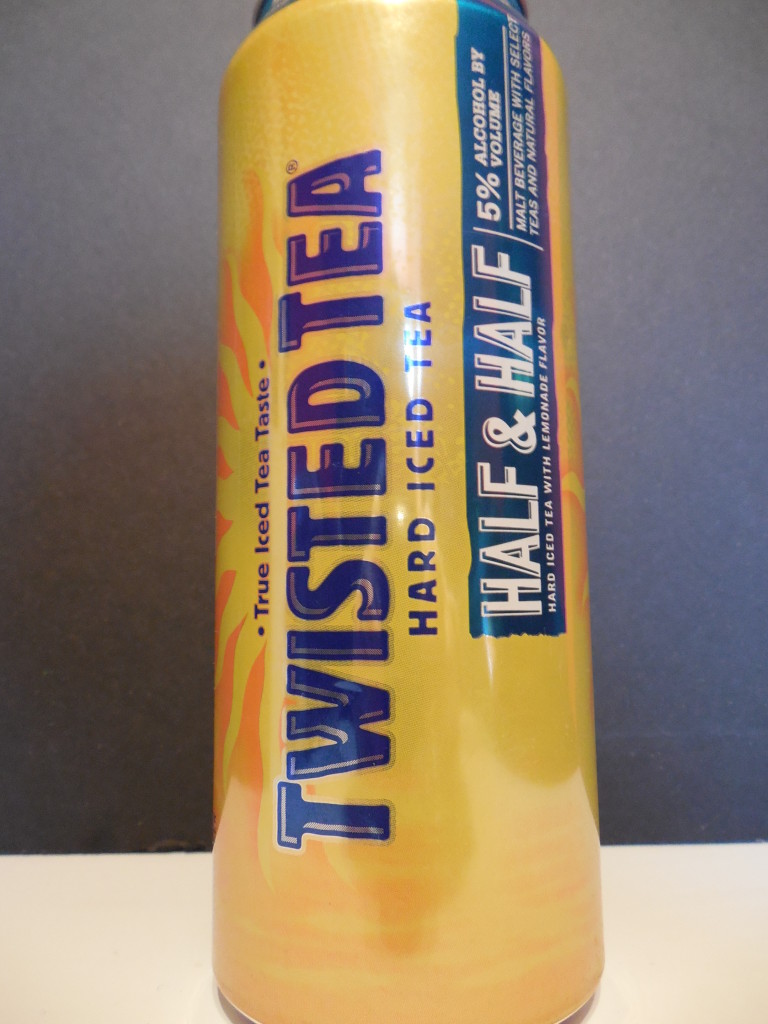 • True Iced Tea Taste •
TWISTED TEA®
HARD ICED TEA
HALF & HALF
HARD ICED TEA WITH LEMONADE FLAVOR
5% ALCOHOL BY
VOLUME
MALT BEVERAGE WITH SELECT
TEAS AND NATURAL FLAVORS